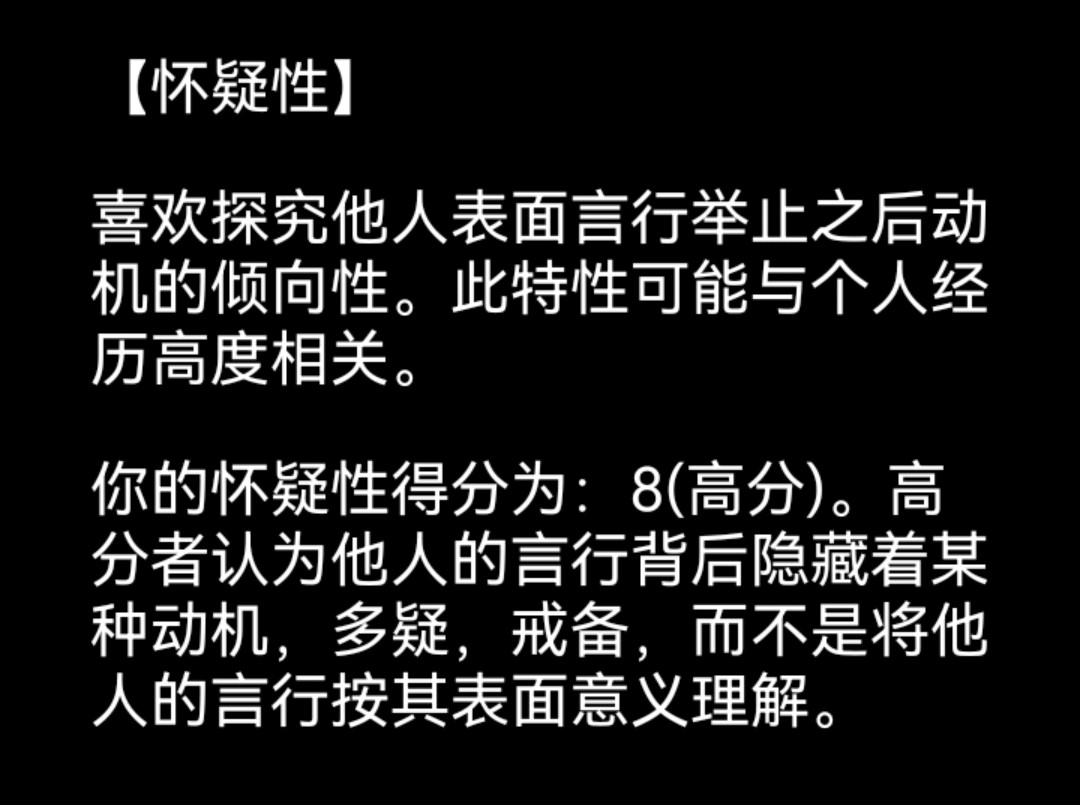 【怀疑性】
喜欢探究他人表面言行举止之后动
机的倾向性。此特性可能与个人经
历高度相关。
你的怀疑性得分为：8(高分)。高
分者认为他人的言行背后隐藏着某
种动机，多疑，戒备，而不是将他
人的言行按其表面意义理解。